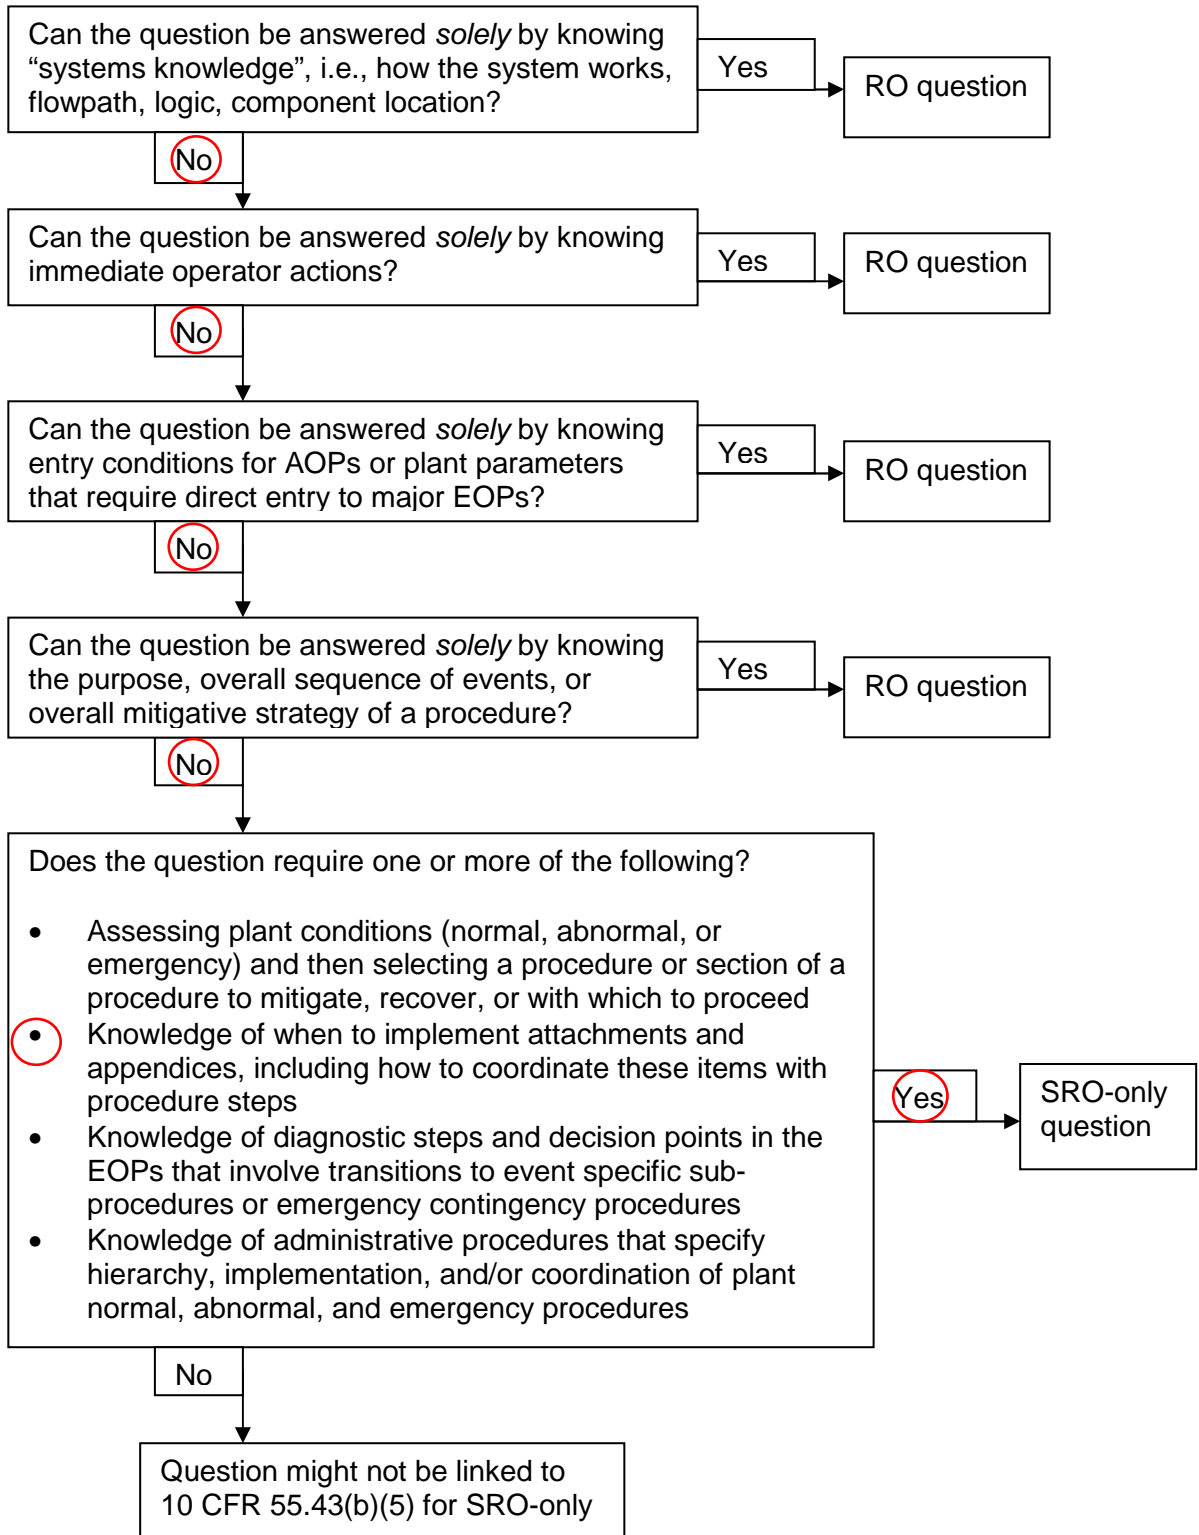 Can the question be answered solely by knowing
“systems knowledge”, i.e., how the system works,
flowpath, logic, component location?
Yes
RO question
No
Can the question be answered solely by knowing
immediate operator actions?
Yes
RO question
No
Can the question be answered solely by knowing
entry conditions for AOPs or plant parameters
that require direct entry to major EOPs?
Yes
RO question
No
Can the question be answered solely by knowing
the purpose, overall sequence of events, or
overall mitigative strategy of a procedure?
Yes
RO question
No
Does the question require one or more of the following?
• Assessing plant conditions (normal, abnormal, or
emergency) and then selecting a procedure or section of a
procedure to mitigate, recover, or with which to proceed
• Knowledge of when to implement attachments and
appendices, including how to coordinate these items with
procedure steps
• Knowledge of diagnostic steps and decision points in the
EOPs that involve transitions to event specific sub-
procedures or emergency contingency procedures
• Knowledge of administrative procedures that specify
hierarchy, implementation, and/or coordination of plant
normal, abnormal, and emergency procedures
Yes
SRO-only
question
No
Question might not be linked to
10 CFR 55.43(b)(5) for SRO-only